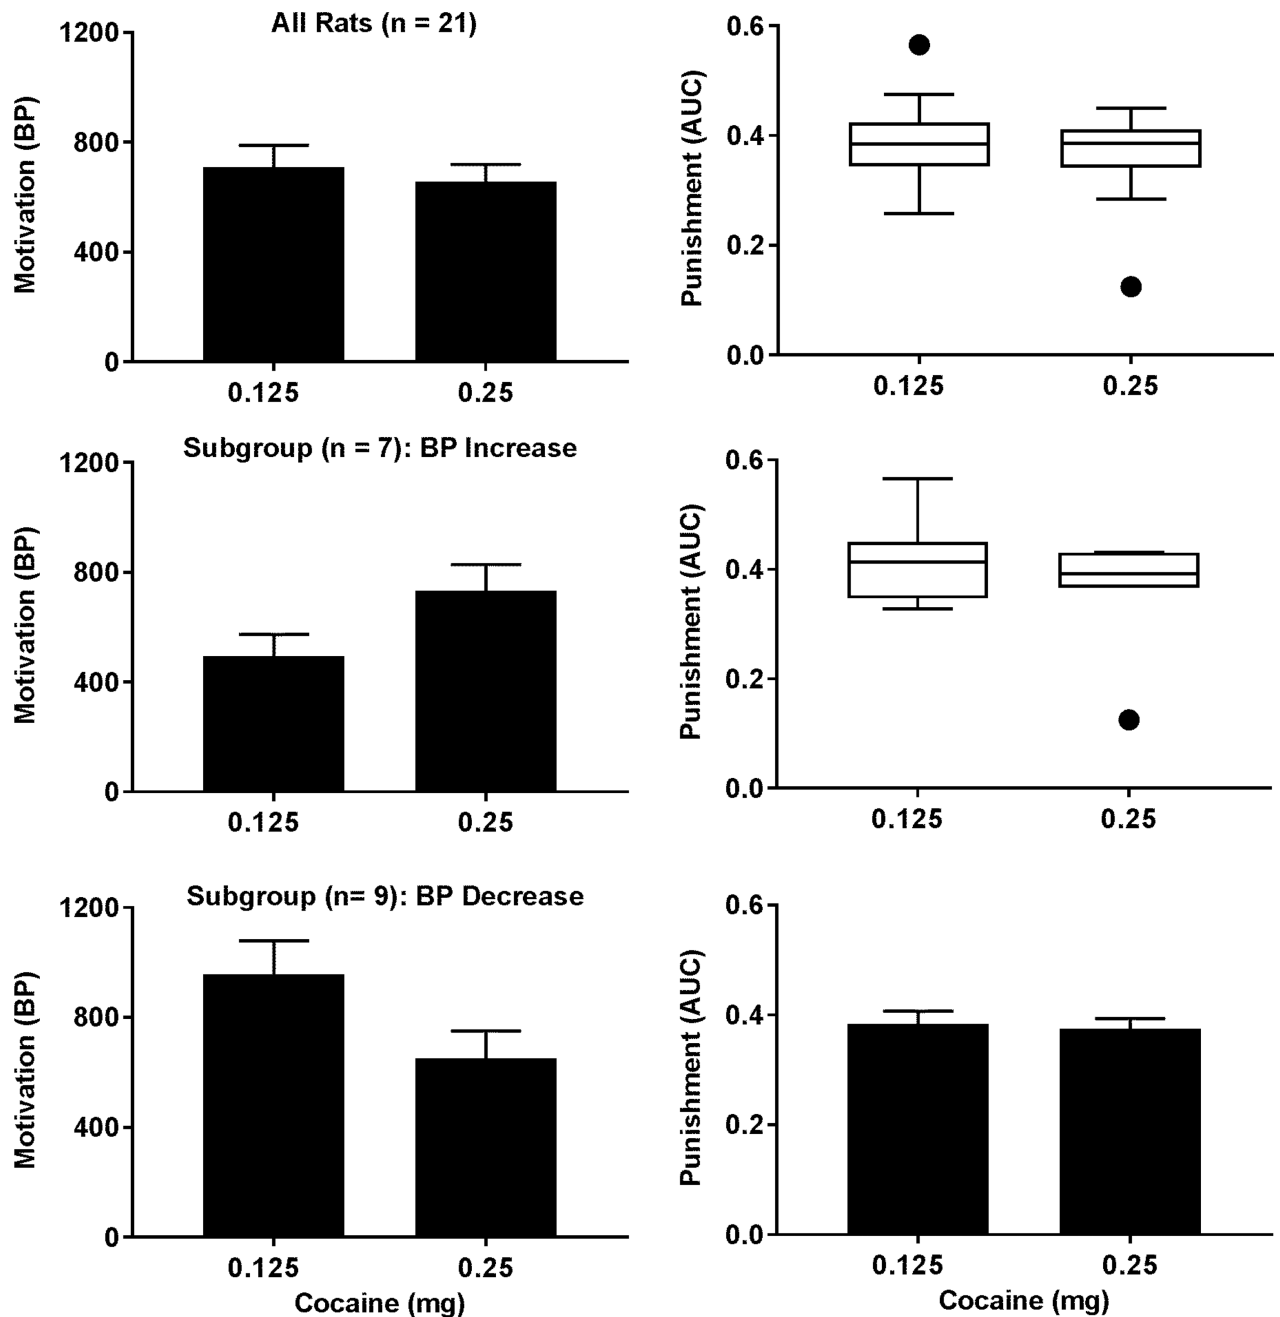 All Rats (n = 21)
Motivation (BP)
1200
800
400
0
0.125 0.25
Punishment (AUC)
0.6
0.4
0.2
0.0
0.125 0.25
Subgroup (n = 7): BP Increase
Motivation (BP)
1200
800
400
0
0.125 0.25
Punishment (AUC)
0.6
0.4
0.2
0.0
0.125 0.25
Subgroup (n= 9): BP Decrease
Motivation (BP)
1200
800
400
0
0.125 0.25
Cocaine (mg)
Punishment (AUC)
0.6
0.4
0.2
0.0
0.125 0.25
Cocaine (mg)